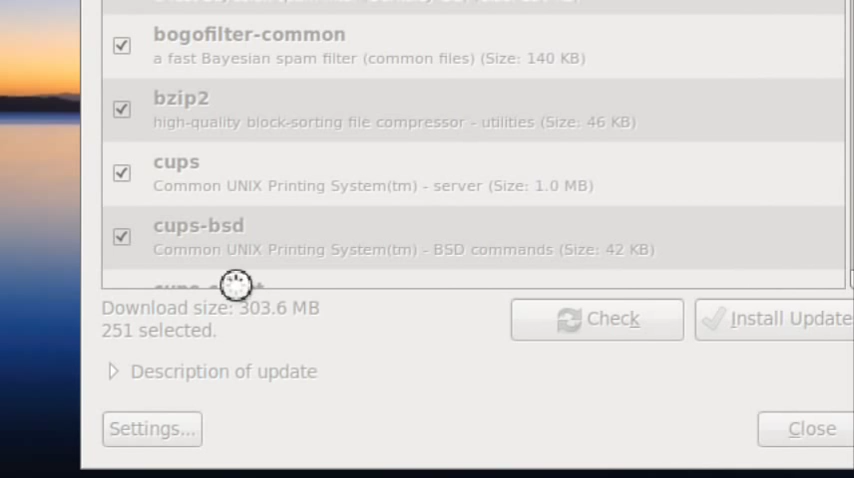 bogofilter-common
a fast Bayesian spam filter (common files) (Size: 140 KB)
bzip2
high-quality block-sorting file compressor - utilities (Size: 46 KB)
cups
Common UNIX Printing System(tm) - server (Size: 1.0 MB)
cups-bsd
Common UNIX Printing System(tm) - BSD commands (Size: 42 KB)
Download size: 303.6 MB
251 selected.
Check
Install Update
Description of update
Settings...
Close